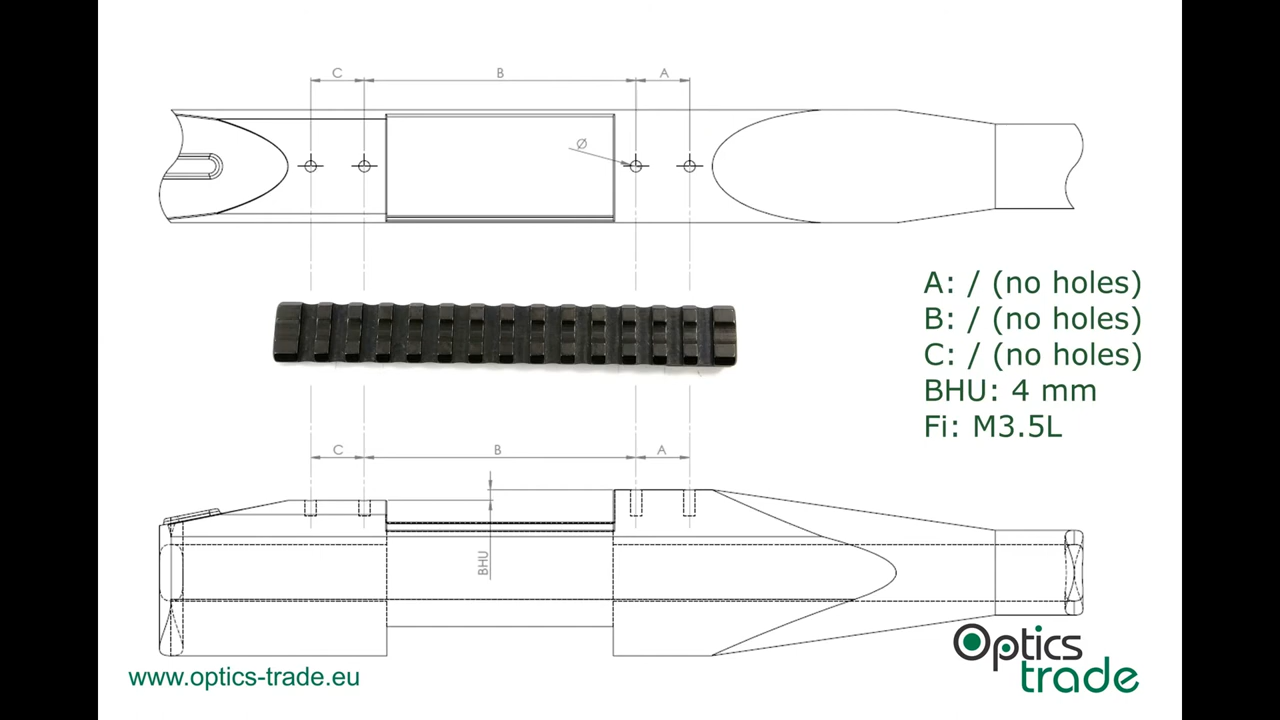 C B A
Ø
A: / (no holes)
B: / (no holes)
C: / (no holes)
BHU: 4 mm
Fi: M3.5L
C B A
BHU
www.optics-trade.eu
Optics
trade